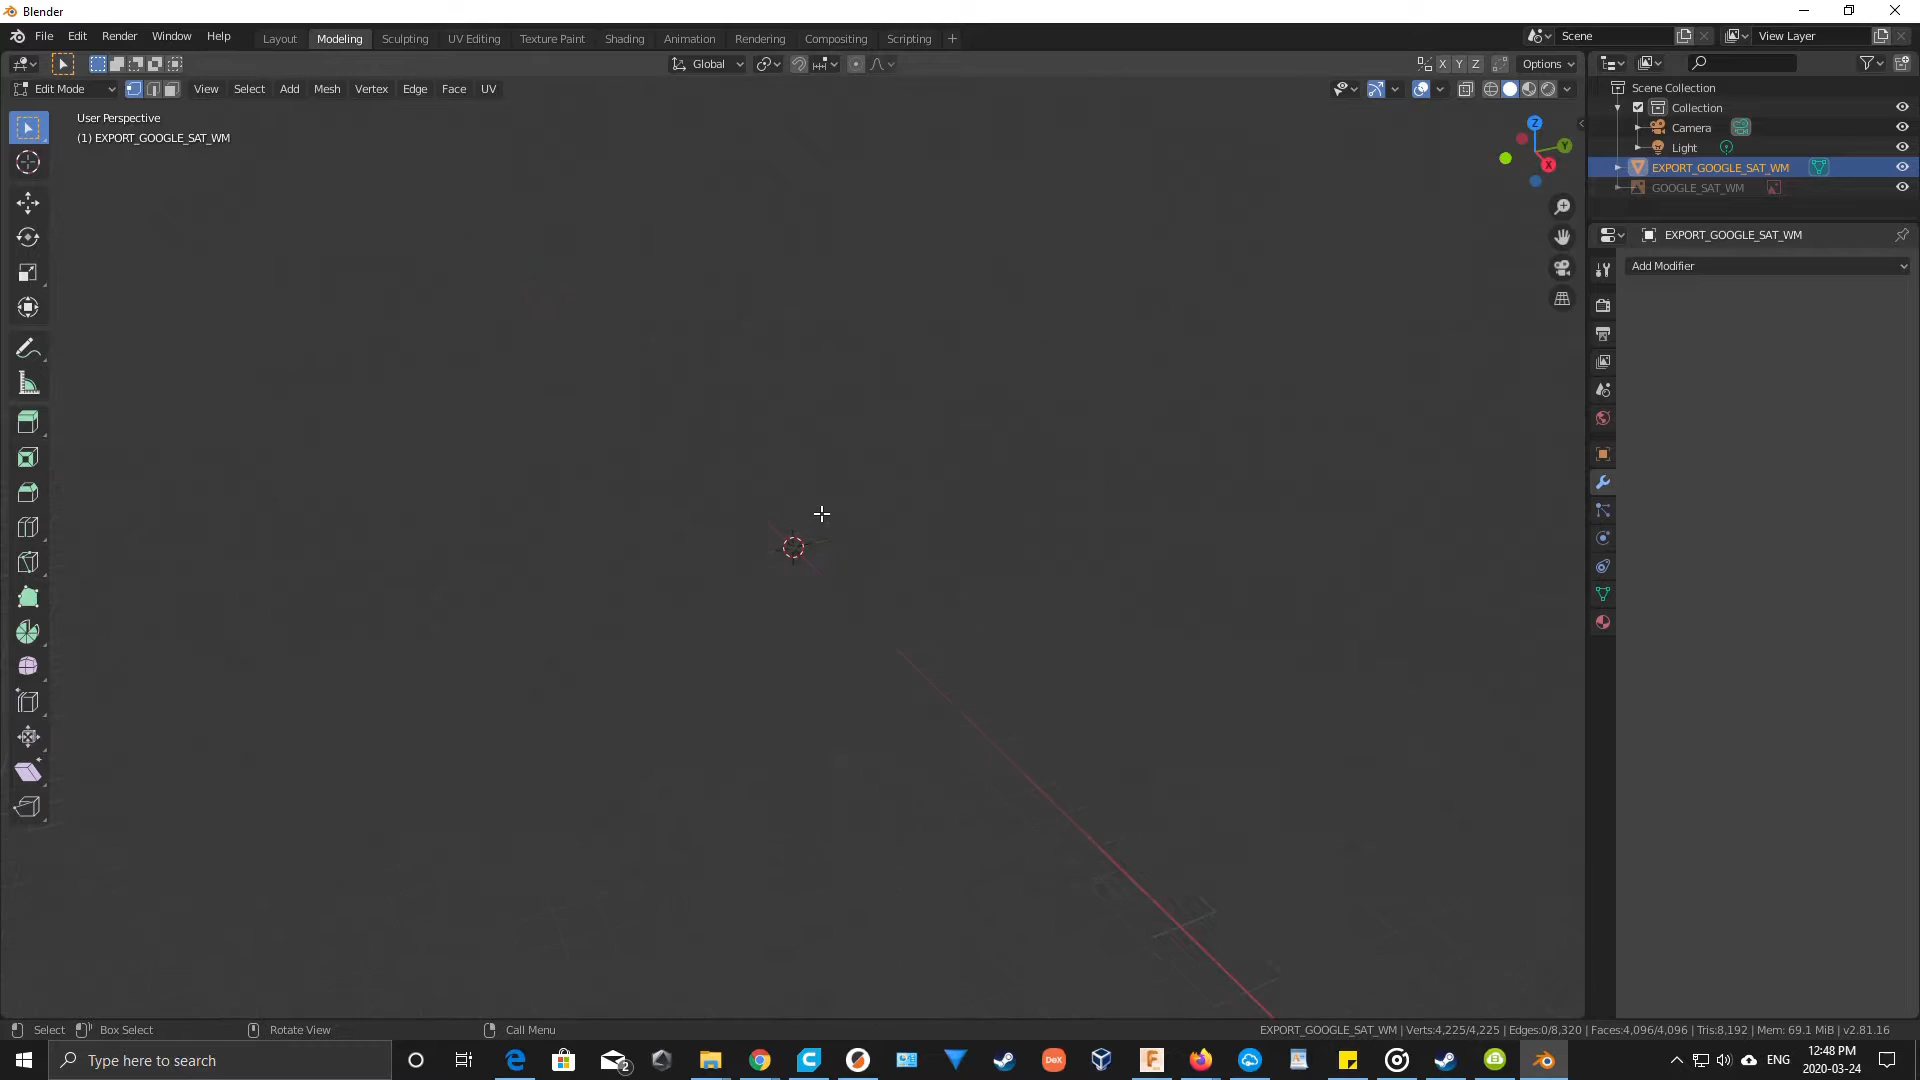 Blender
File Edit Render Window Help
Layout Modeling Sculpting UV Editing Texture Paint Shading Animation Rendering Compositing Scripting +
Scene View Layer
Global X Y Z Options
Edit Mode View Select Add Mesh Vertex Edge Face UV
User Perspective
(1) EXPORT_GOOGLE_SAT_WM
Z
Y
X
Scene Collection
Collection
Camera
Light
EXPORT_GOOGLE_SAT_WM
GOOGLE_SAT_WM
EXPORT_GOOGLE_SAT_WM
Add Modifier
Select Box Select Rotate View Call Menu EXPORT_GOOGLE_SAT_WM | Verts:4,225/4,225 | Edges:0/8,320 | Faces:4,096/4,096 | Tris:8,192 | Mem: 69.1 MiB | v2.81.16
Type here to search
2
DeX
ENG
12:48 PM
2020-03-24